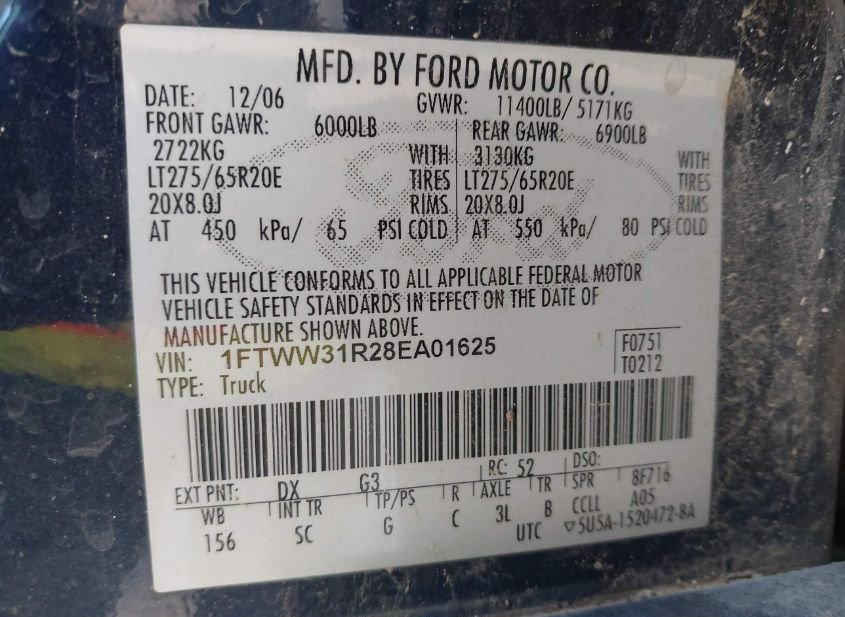 MFD. BY FORD MOTOR CO.
DATE: 12/06 GVWR: 11400LB/ 5171KG
FRONT GAWR: 6000LB REAR GAWR: 6900LB
2722KG WITH 3130KG WITH
LT275/65R20E TIRES LT275/65R20E TIRES
20X8.0J RIMS 20X8.0J RIMS
AT 450 kPa/ 65 PSI COLD AT 550 kPa/ 80 PSI COLD
THIS VEHICLE CONFORMS TO ALL APPLICABLE FEDERAL MOTOR
VEHICLE SAFETY STANDARDS IN EFFECT ON THE DATE OF
MANUFACTURE SHOWN ABOVE.
VIN: 1FTWW31R28EA01625 F0751
TYPE: Truck T0212
EXT PNT: DX G3 RC: 52 DSO:
WB INT TR TP/PS R AXLE TR SPR 8F716
156 SC G C 3L B CCLL A05
UTC ▽5U5A-1520472-BA